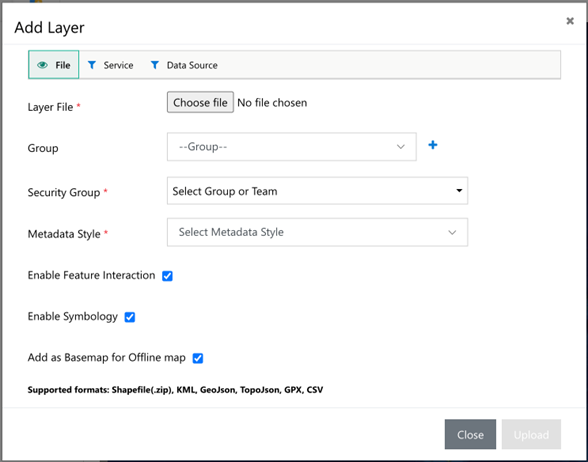 Add Layer
×
File Service Data Source
Layer File * Choose file No file chosen
Group --Group-- +
Security Group * Select Group or Team
Metadata Style * Select Metadata Style
Enable Feature Interaction
Enable Symbology
Add as Basemap for Offline map
Supported formats: Shapefile(.zip), KML, GeoJson, TopoJson, GPX, CSV
Close Upload